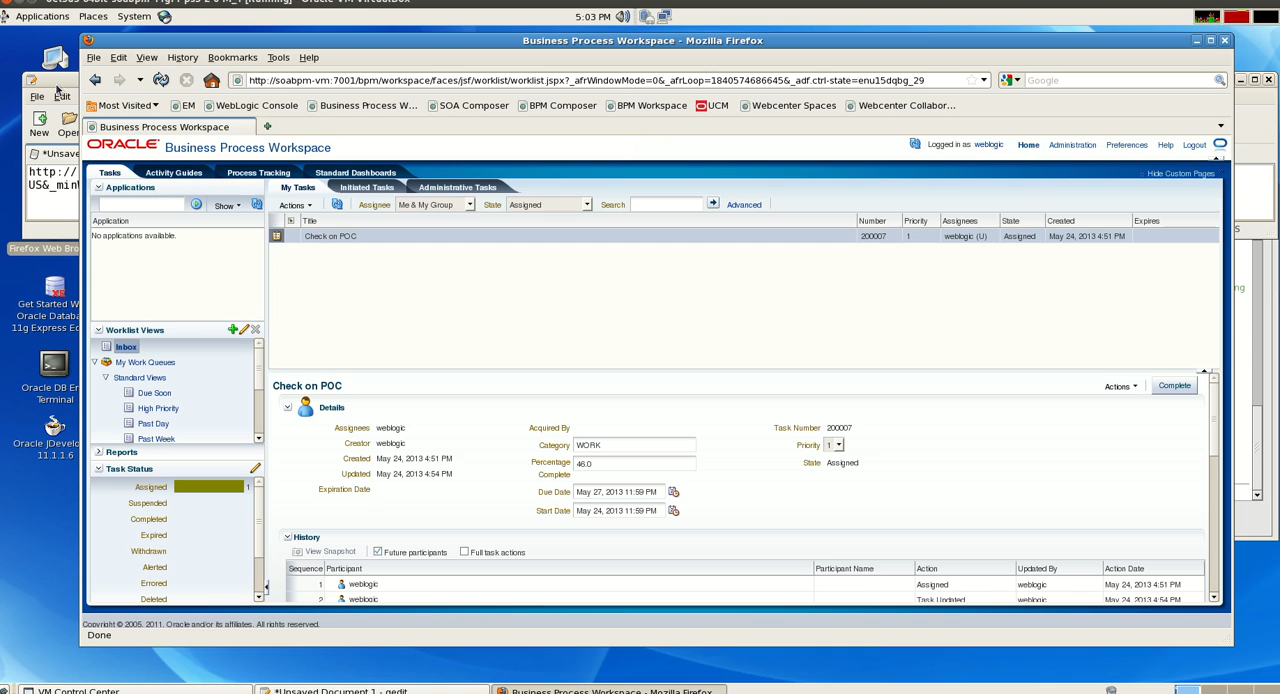 Applications Places System
5:03 PM
Business Process Workspace - Mozilla Firefox
File Edit View History Bookmarks Tools Help
http://soabpm-vm:7001/bpm/workspace/faces/jsf/worklist/worklist.jspx?_afrWindowMode=0&_afrLoop=1840574686645&_adf.ctrl-state=enu15dqbg_29
Google
Most Visited EM WebLogic Console Business Process W... SOA Composer BPM Composer BPM Workspace UCM Webcenter Spaces Webcenter Collabor...
Business Process Workspace
ORACLE Business Process Workspace
Logged in as weblogic Home Administration Preferences Help Logout
Tasks Activity Guides Process Tracking Standard Dashboards
Hide Custom Pages
Applications
Show
Application
No applications available.
My Tasks Initiated Tasks Administrative Tasks
Actions Assignee Me & My Group State Assigned Search Advanced
Title Number Priority Assignees State Created Expires
Check on POC 200007 1 weblogic (U) Assigned May 24, 2013 4:51 PM
Worklist Views
Inbox
My Work Queues
Standard Views
Due Soon
High Priority
Past Day
Past Week
Reports
Task Status
Assigned 1
Suspended
Completed
Expired
Withdrawn
Alerted
Errored
Deleted
Check on POC
Actions Complete
Details
Assignees weblogic
Creator weblogic
Created May 24, 2013 4:51 PM
Updated May 24, 2013 4:54 PM
Expiration Date
Acquired By
Category WORK
Percentage Complete 46.0
Due Date May 27, 2013 11:59 PM
Start Date May 24, 2013 11:59 PM
Task Number 200007
Priority 1
State Assigned
History
View Snapshot Future participants Full task actions
Sequence Participant Participant Name Action Updated By Action Date
1 weblogic Assigned weblogic May 24, 2013 4:51 PM
2 weblogic Task Updated weblogic May 24, 2013 4:54 PM
Copyright © 2005, 2011, Oracle and/or its affiliates. All rights reserved.
Done
File Edit
New Open
*Unsaved
http://
US&_min
Firefox Web Bro
Get Started W
Oracle Databa
11g Express Ed
Oracle DB En
Terminal
Oracle JDevelo
11.1.1.6
VM Control Center
*Unsaved Document 1 - gedit
Business Process Workspace - Mozilla Firefox